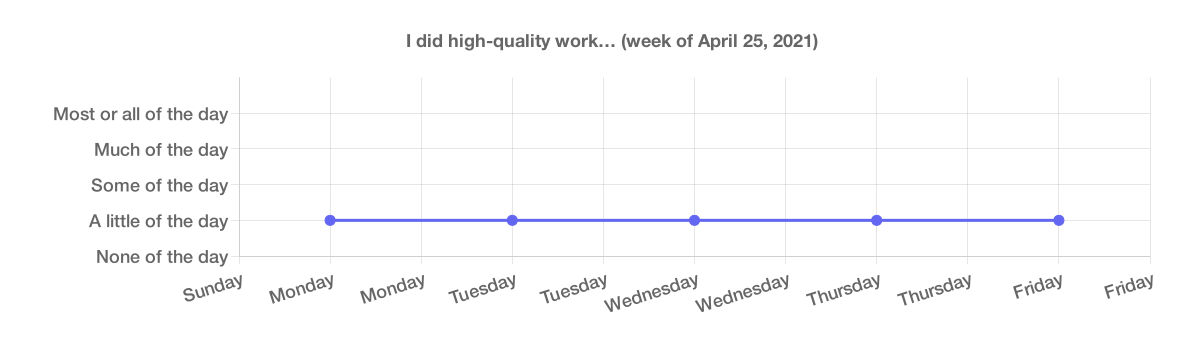 I did high-quality work… (week of April 25, 2021)
Most or all of the day
Much of the day
Some of the day
A little of the day
None of the day
Sunday Monday Monday Tuesday Tuesday Wednesday Wednesday Thursday Thursday Friday Friday